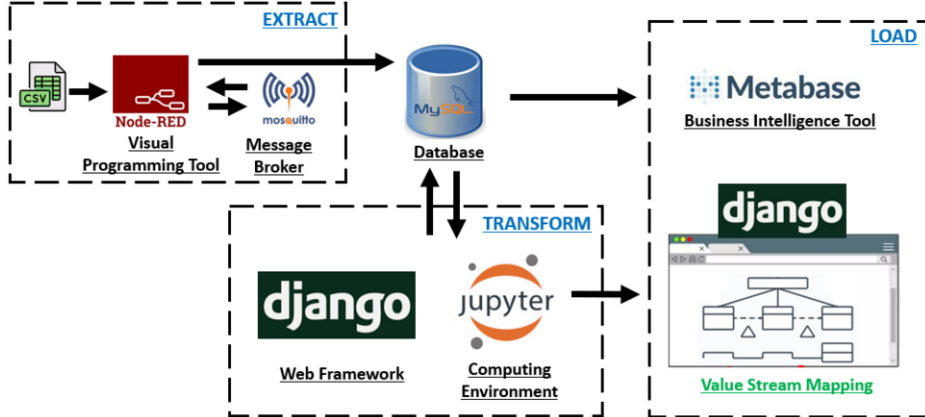 EXTRACT
CSV
Node-RED
Visual
Programming Tool
mosquitto
Message
Broker
MySQL
Database
LOAD
Metabase
Business Intelligence Tool
TRANSFORM
django
Web Framework
jupyter
Computing
Environment
django
Value Stream Mapping